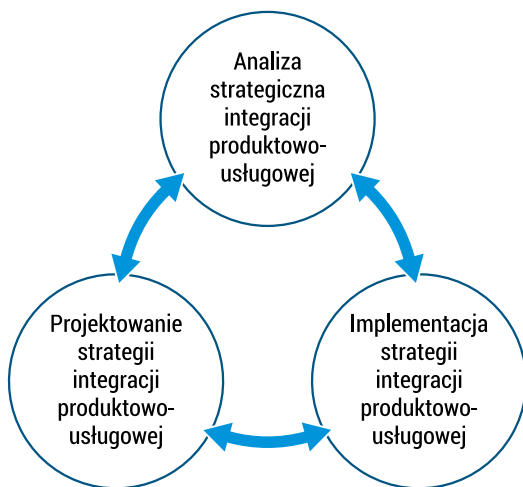 Analiza
strategiczna
integracji
produktowo-
usługowej
Projektowanie
strategii
integracji
produktowo-
usługowej
Implementacja
strategii
integracji
produktowo-
usługowej